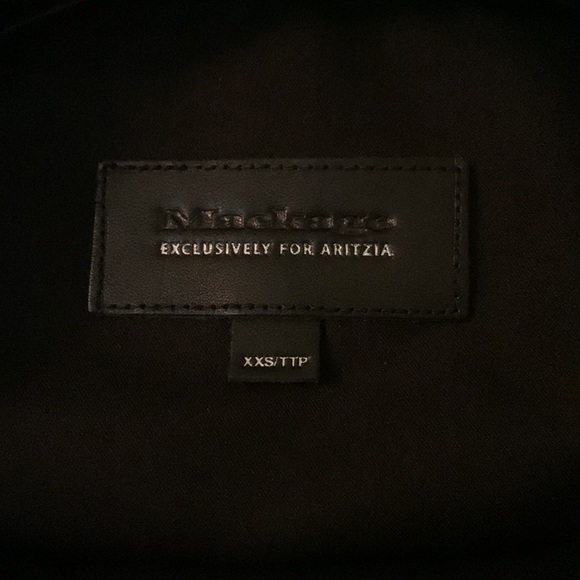 Mackage
EXCLUSIVELY FOR ARITZIA
XXS/TTP